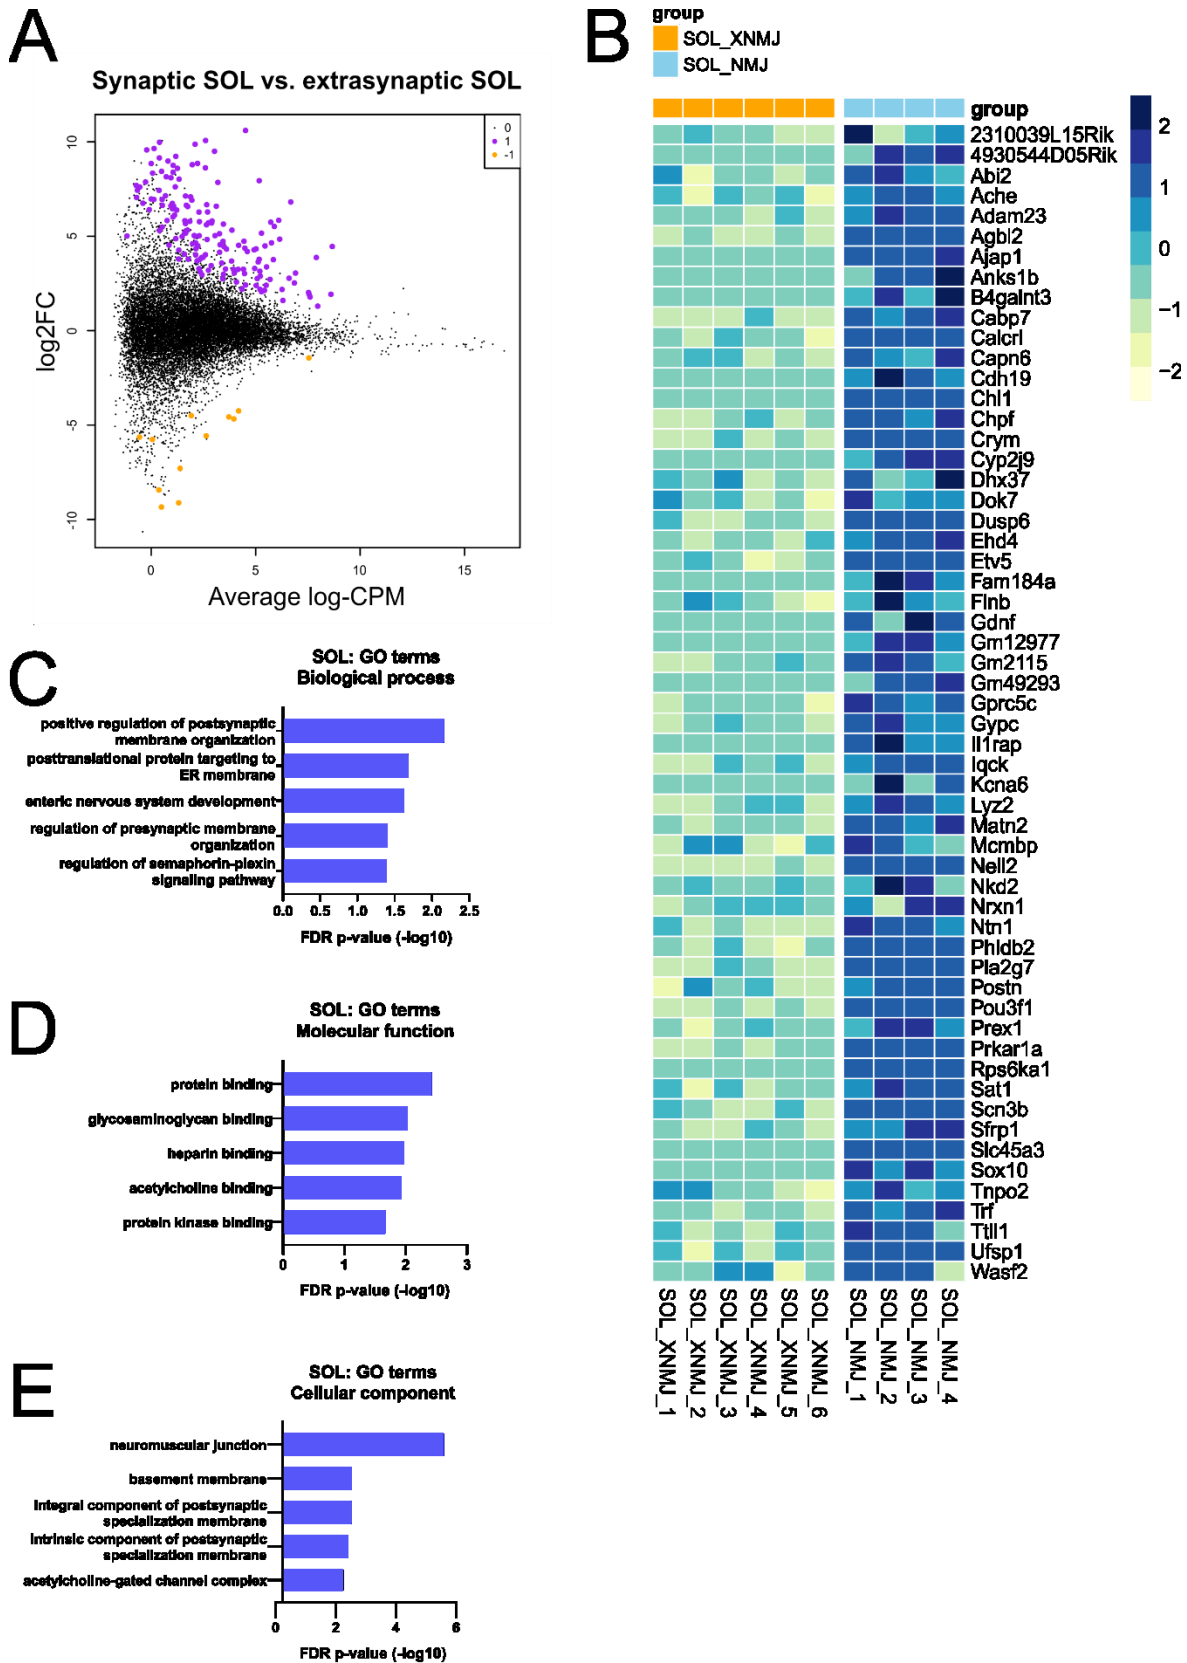 A
Synaptic SOL vs. extrasynaptic SOL
0
1
-1
10
5
0
-5
-10
log2FC
0
5
10
15
Average log-CPM
B
group
SOL_XNMJ
SOL_NMJ
group
2310039L15Rik
4930544D05Rik
Abi2
Ache
Adam23
Agbl2
Ajap1
Anks1b
B4galnt3
Cabp7
Calcrl
Capn6
Cdh19
Chl1
Chpf
Crym
Cyp2j9
Dhx37
Dok7
Dusp6
Ehd4
Etv5
Fam184a
Flnb
Gdnf
Gm12977
Gm2115
Gm49293
Gprc5c
Gypc
Il1rap
Iqck
Kcna6
Lyz2
Matn2
Mcmbp
Nell2
Nkd2
Nrxn1
Ntn1
Phldb2
Pla2g7
Postn
Pou3f1
Prex1
Prkar1a
Rps6ka1
Sat1
Scn3b
Sfrp1
Slc45a3
Sox10
Tnpo2
Trf
Ttll1
Ufsp1
Wasf2
2
1
0
−1
−2
SOL_XNMJ_1
SOL_XNMJ_2
SOL_XNMJ_3
SOL_XNMJ_4
SOL_XNMJ_5
SOL_XNMJ_6
SOL_NMJ_1
SOL_NMJ_2
SOL_NMJ_3
SOL_NMJ_4
C
SOL: GO terms
Biological process
positive regulation of postsynaptic
membrane organization
posttranslational protein targeting to
ER membrane
enteric nervous system development
regulation of presynaptic membrane
organization
regulation of semaphorin-plexin
signaling pathway
0.0 0.5 1.0 1.5 2.0 2.5
FDR p-value (-log10)
D
SOL: GO terms
Molecular function
protein binding
glycosaminoglycan binding
heparin binding
acetylcholine binding
protein kinase binding
0 1 2 3
FDR p-value (-log10)
E
SOL: GO terms
Cellular component
neuromuscular junction
basement membrane
integral component of postsynaptic
specialization membrane
intrinsic component of postsynaptic
specialization membrane
acetylcholine-gated channel complex
0 2 4 6
FDR p-value (-log10)